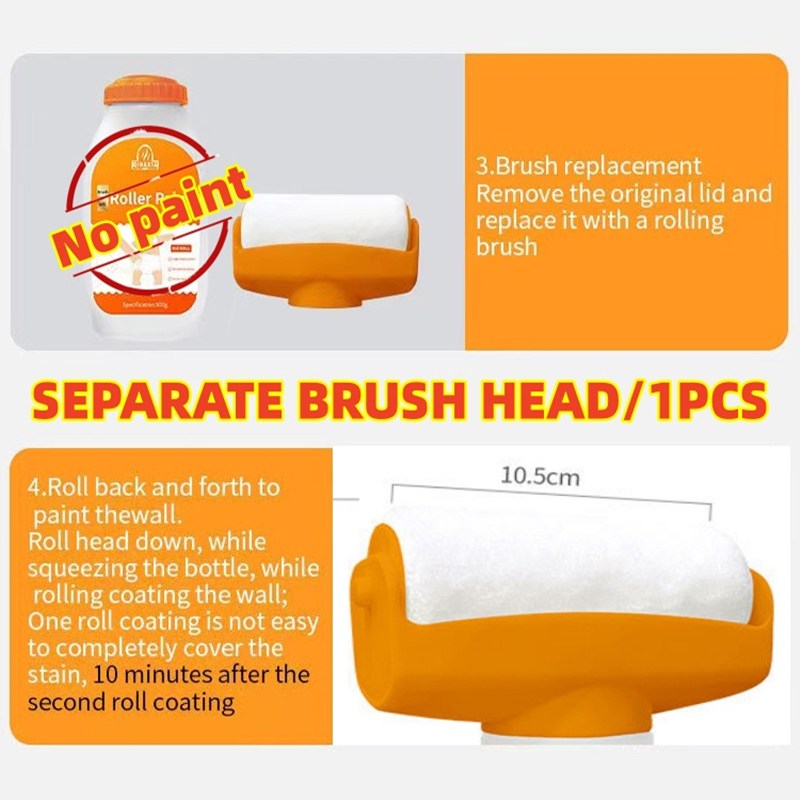 Roller
No paint
3.Brush replacement
Remove the original lid and
replace it with a rolling
brush
SEPARATE BRUSH HEAD/1PCS
4.Roll back and forth to
paint thewall.
Roll head down, while
squeezing the bottle, while
rolling coating the wall;
One roll coating is not easy
to completely cover the
stain, 10 minutes after the
second roll coating
10.5cm